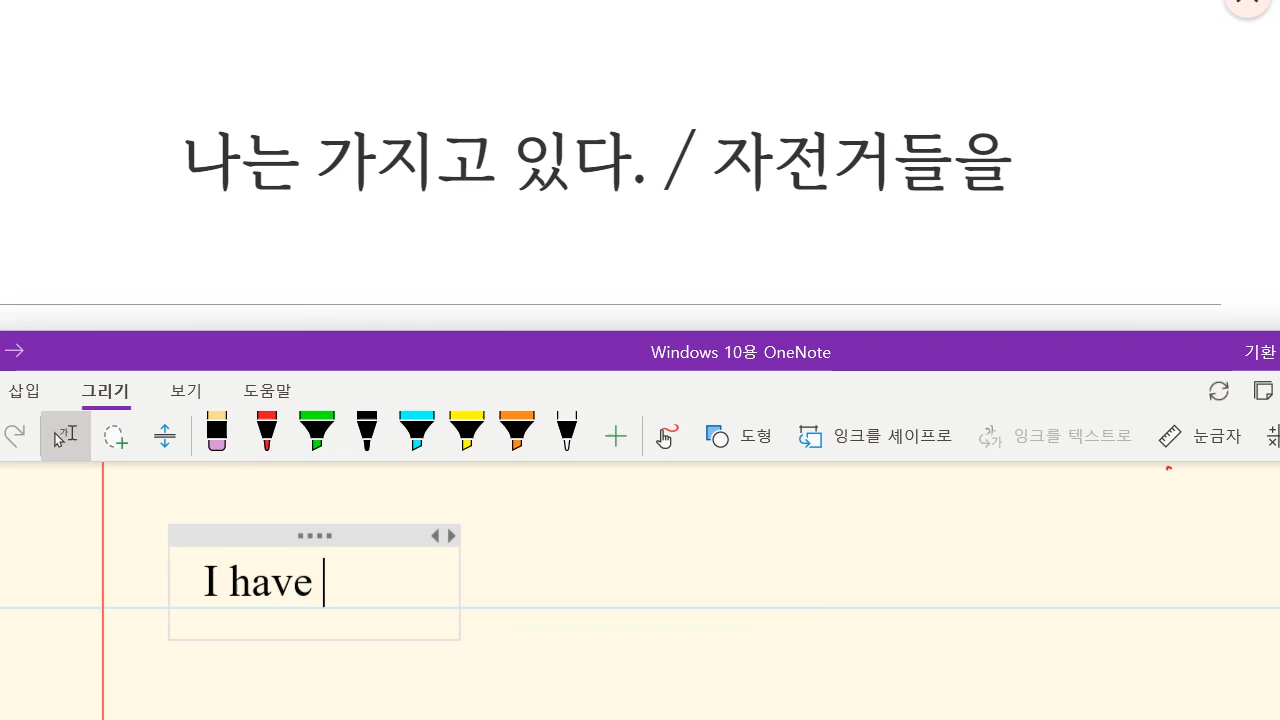 나는 가지고 있다. / 자전거들을
Windows 10용 OneNote
기환
삽입 그리기 보기 도움말
도형 잉크를 셰이프로 잉크를 텍스트로 눈금자
I have